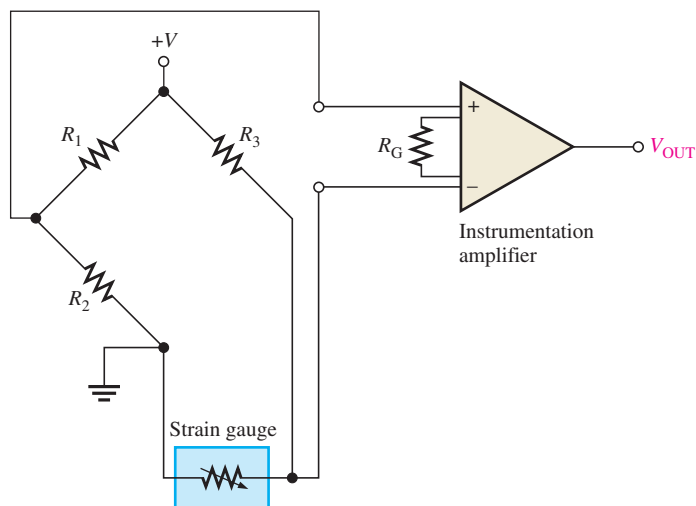 +V
R1
R3
R2
+
RG
−
VOUT
Instrumentation
amplifier
Strain gauge